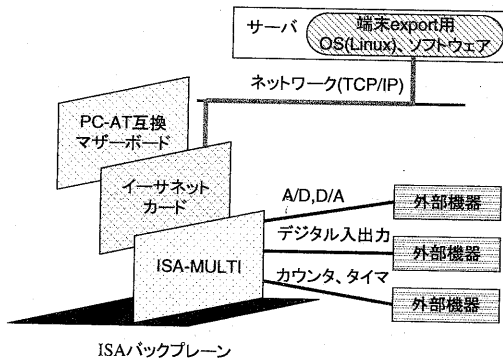 サーバ
端末export用
OS(Linux)、ソフトウェア
ネットワーク(TCP/IP)
PC-AT互換
マザーボード
イーサネット
カード
ISA-MULTI
A/D,D/A
外部機器
デジタル入出力
外部機器
カウンタ、タイマ
外部機器
ISAバックプレーン